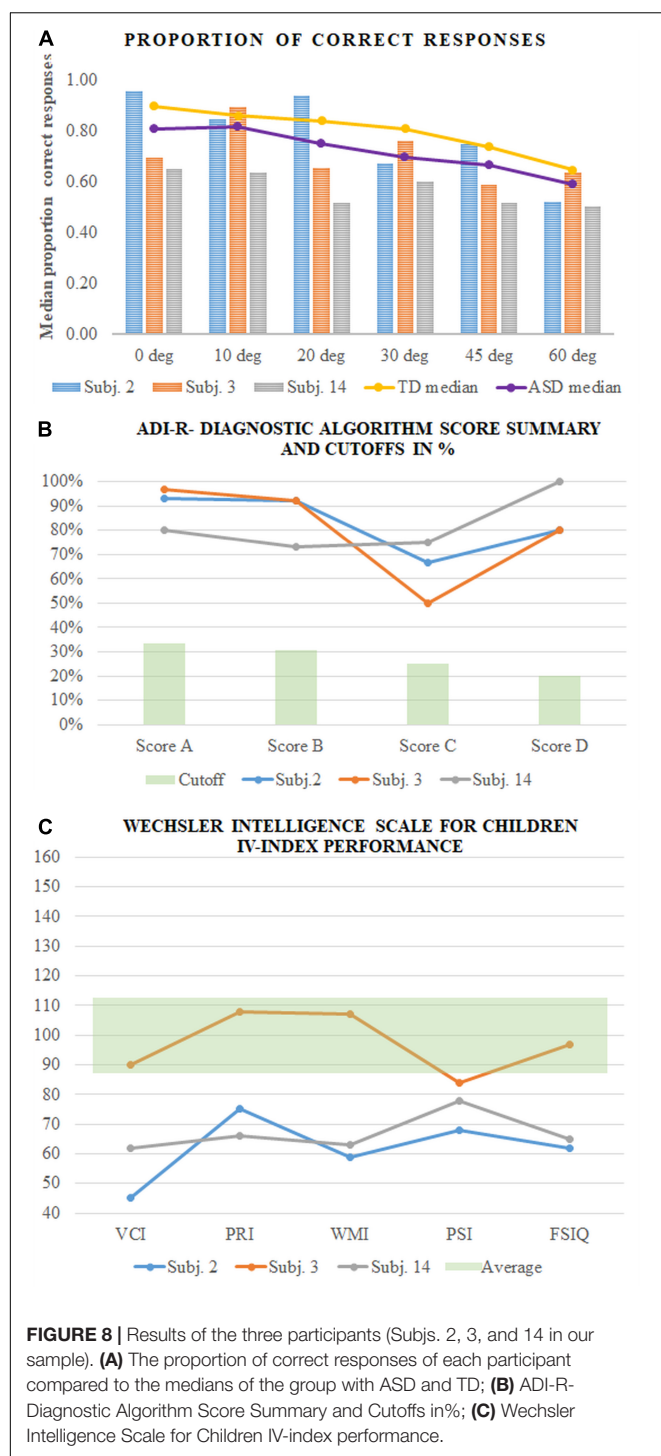 A
PROPORTION OF CORRECT RESPONSES
Median proportion correct responses
1.00
0.80
0.60
0.40
0.20
0.00
0 deg 10 deg 20 deg 30 deg 45 deg 60 deg
Subj. 2 Subj. 3 Subj. 14 TD median ASD median
B
ADI-R- DIAGNOSTIC ALGORITHM SCORE SUMMARY
AND CUTOFFS IN %
100%
90%
80%
70%
60%
50%
40%
30%
20%
10%
0%
Score A Score B Score C Score D
Cutoff Subj.2 Subj. 3 Subj. 14
C
WECHSLER INTELLIGENCE SCALE FOR CHILDREN
IV-INDEX PERFORMANCE
160
150
140
130
120
110
100
90
80
70
60
50
40
VCI PRI WMI PSI FSIQ
Subj. 2 Subj. 3 Subj. 14 Average
FIGURE 8 | Results of the three participants (Subjs. 2, 3, and 14 in our
sample). (A) The proportion of correct responses of each participant
compared to the medians of the group with ASD and TD; (B) ADI-R-
Diagnostic Algorithm Score Summary and Cutoffs in%; (C) Wechsler
Intelligence Scale for Children IV-index performance.